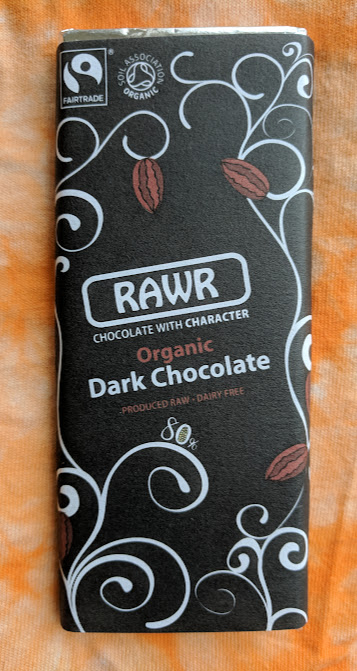 FAIRTRADE
®
SOIL ASSOCIATION
ORGANIC
RAWR
CHOCOLATE WITH CHARACTER
Organic
Dark Chocolate
PRODUCED RAW - DAIRY FREE
80%